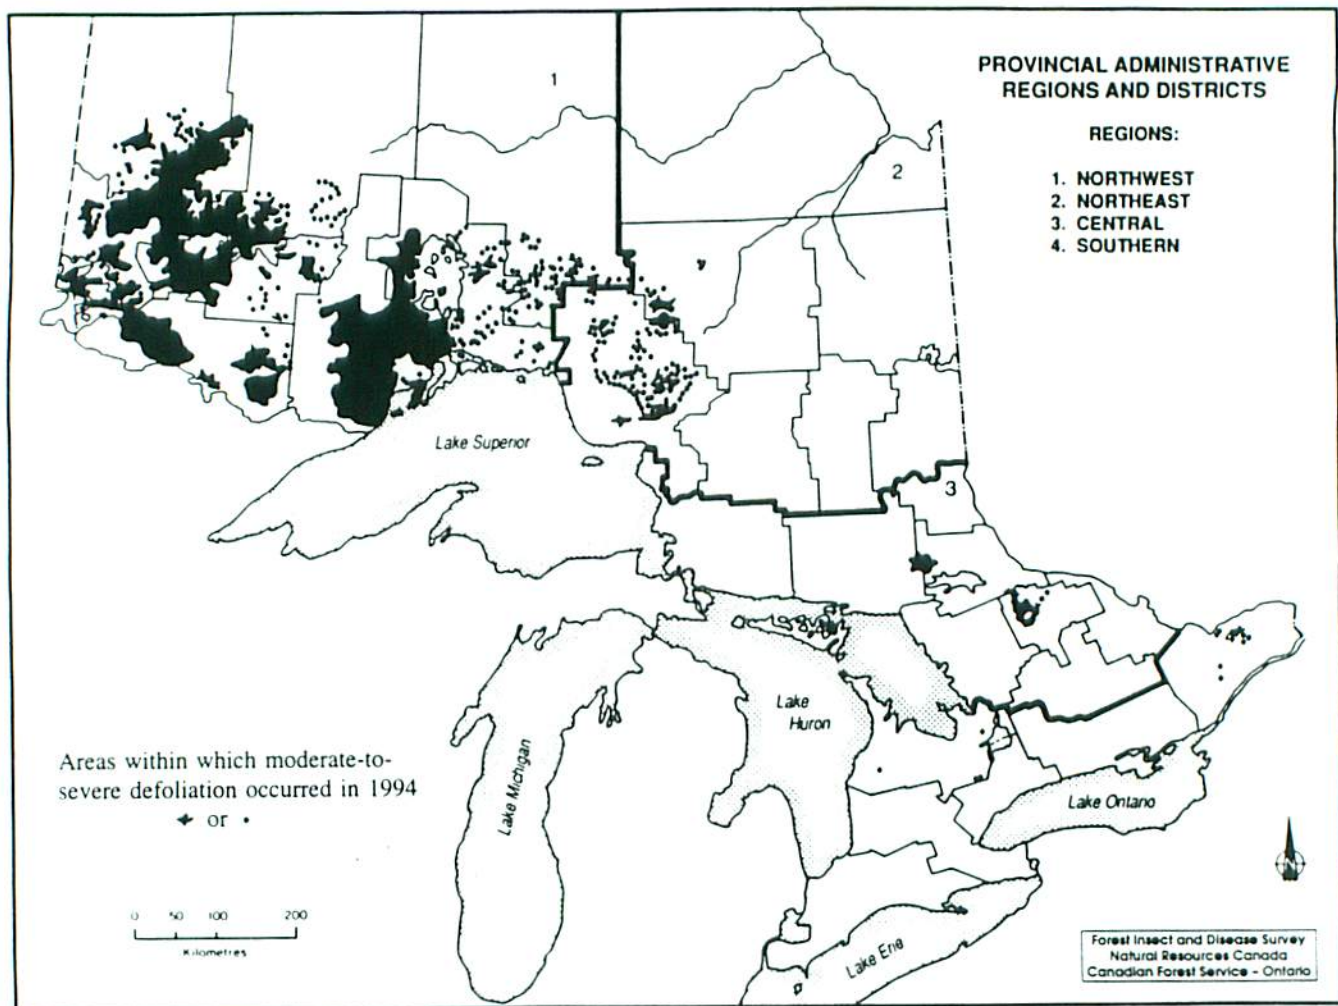 PROVINCIAL ADMINISTRATIVE
REGIONS AND DISTRICTS
REGIONS:
1. NORTHWEST
2. NORTHEAST
3. CENTRAL
4. SOUTHERN
1
2
3
4
Lake Superior
Lake Huron
Lake Michigan
Lake Ontario
Lake Erie
Areas within which moderate-to-
severe defoliation occurred in 1994
or
0 50 100 200
Kilometres
N
Forest Insect and Disease Survey
Natural Resources Canada
Canadian Forest Service - Ontario